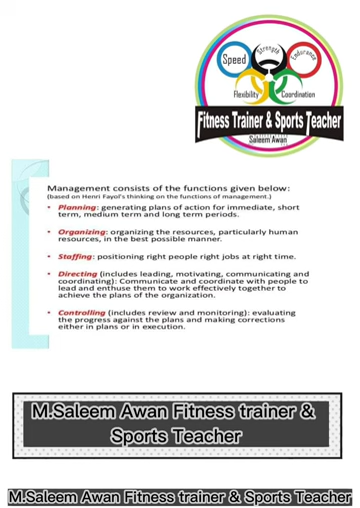 Speed
Strength
Endurance
Flexibility
Coordination
Fitness Trainer & Sports Teacher
Saleem Awan
Management consists of the functions given below:
(based on Henri Fayol's thinking on the functions of management.)
• Planning: generating plans of action for immediate, short
term, medium term and long term periods.
• Organizing: organizing the resources, particularly human
resources, in the best possible manner.
• Staffing: positioning right people right jobs at right time.
• Directing (includes leading, motivating, communicating and
coordinating): Communicate and coordinate with people to
lead and enthuse them to work effectively together to
achieve the plans of the organization.
• Controlling (includes review and monitoring): evaluating
the progress against the plans and making corrections
either in plans or in execution.
M.Saleem Awan Fitness trainer &
Sports Teacher
M.Saleem Awan Fitness trainer & Sports Teacher